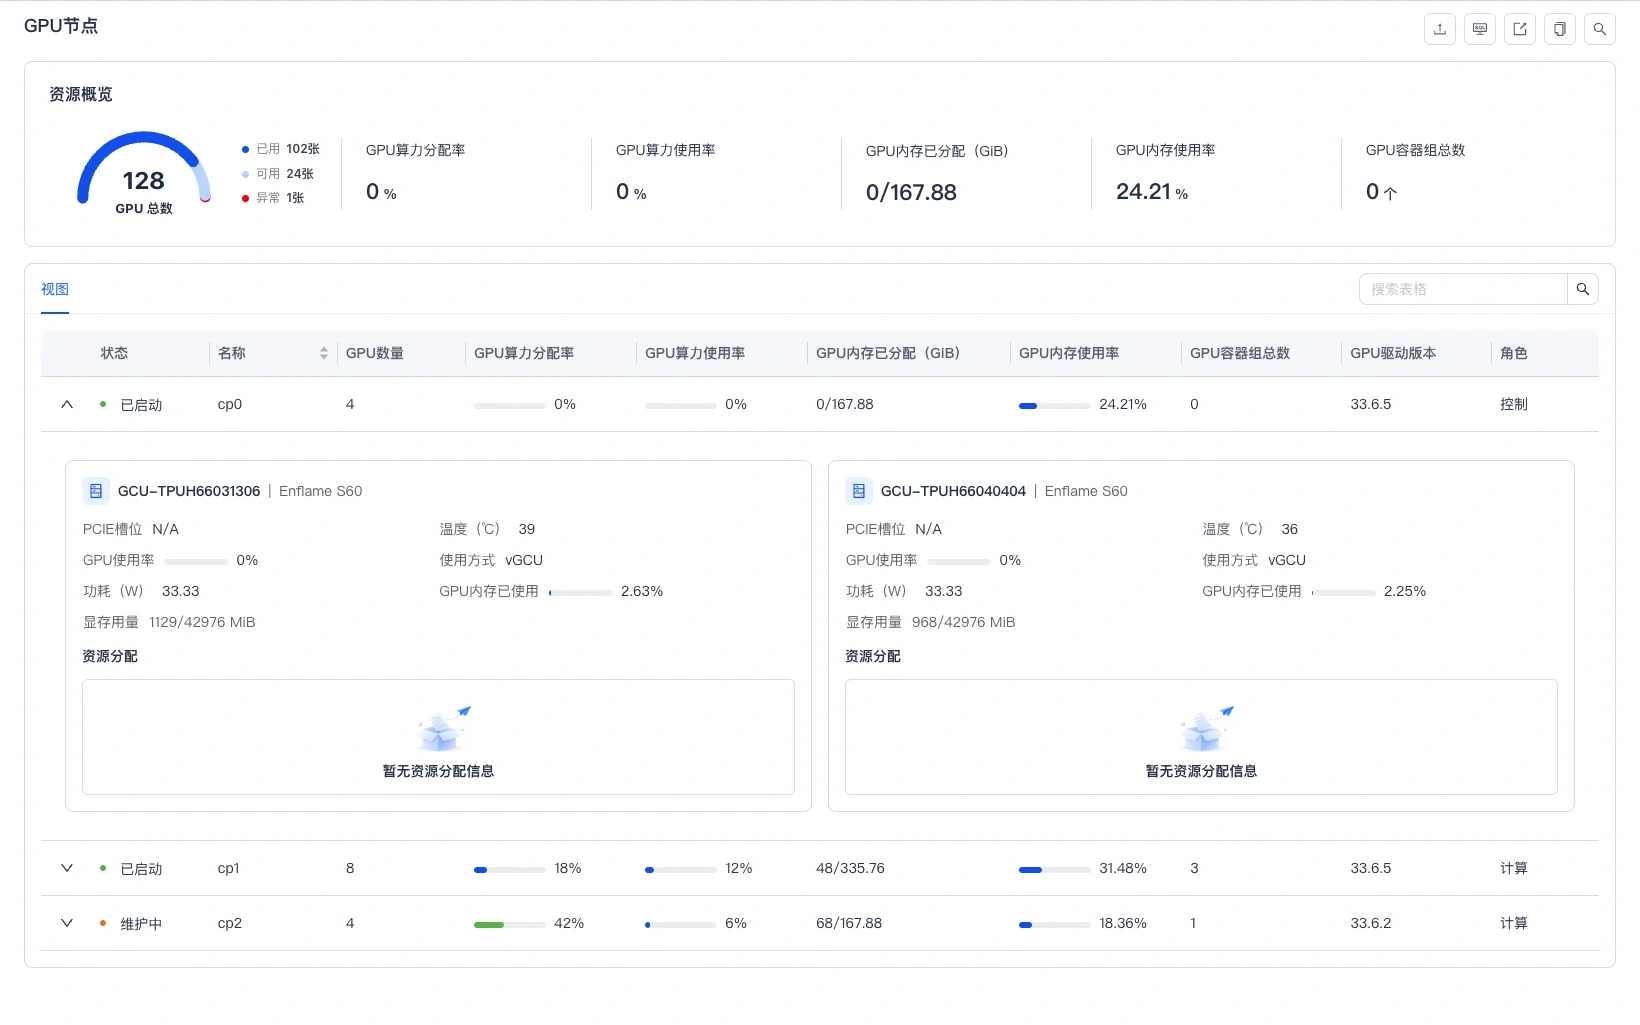 GPU节点
资源概览
128
GPU 总数
已用 102张
可用 24张
异常 1张
GPU算力分配率
0 %
GPU算力使用率
0 %
GPU内存已分配（GiB）
0/167.88
GPU内存使用率
24.21 %
GPU容器组总数
0 个
视图
搜索表格
状态 名称 GPU数量 GPU算力分配率 GPU算力使用率 GPU内存已分配（GiB） GPU内存使用率 GPU容器组总数 GPU驱动版本 角色
已启动 cp0 4 0% 0% 0/167.88 24.21% 0 33.6.5 控制
GCU-TPUH66031306 | Enflame S60
PCIE槽位 N/A 温度（℃） 39
GPU使用率 0% 使用方式 vGCU
功耗（W） 33.33 GPU内存已使用 2.63%
显存用量 1129/42976 MiB
资源分配
暂无资源分配信息
GCU-TPUH66040404 | Enflame S60
PCIE槽位 N/A 温度（℃） 36
GPU使用率 0% 使用方式 vGCU
功耗（W） 33.33 GPU内存已使用 2.25%
显存用量 968/42976 MiB
资源分配
暂无资源分配信息
已启动 cp1 8 18% 12% 48/335.76 31.48% 3 33.6.5 计算
维护中 cp2 4 42% 6% 68/167.88 18.36% 1 33.6.2 计算